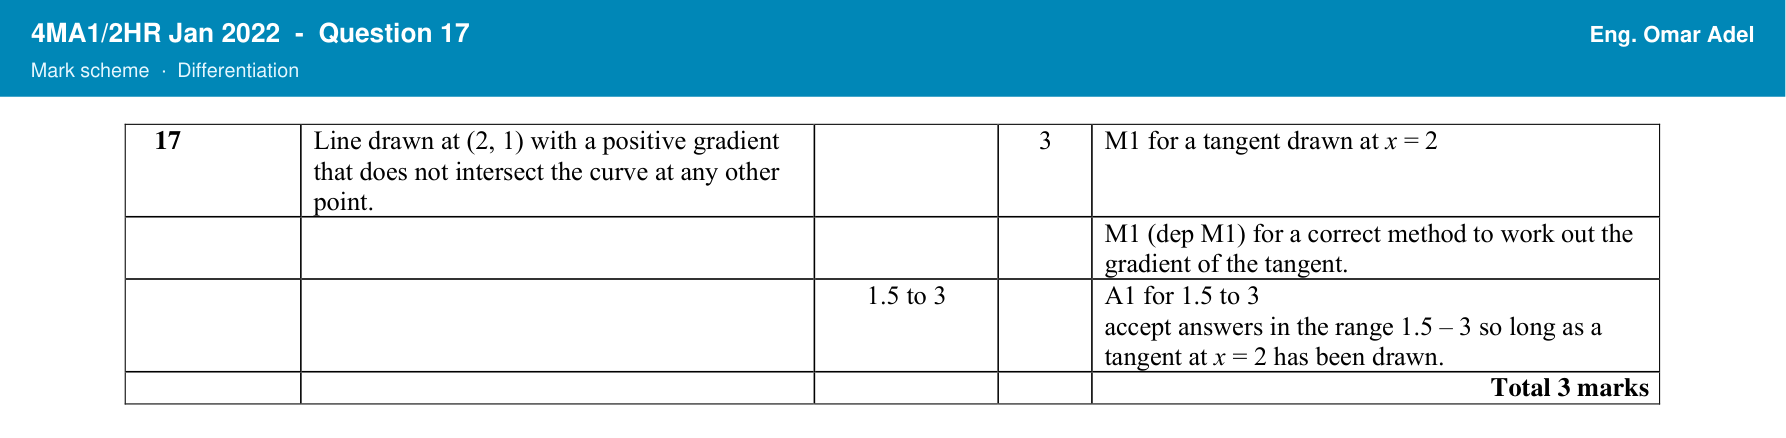 4MA1/2HR Jan 2022 - Question 17
Eng. Omar Adel
Mark scheme · Differentiation
17
Line drawn at (2, 1) with a positive gradient
that does not intersect the curve at any other
point.
3
M1 for a tangent drawn at x = 2
M1 (dep M1) for a correct method to work out the
gradient of the tangent.
1.5 to 3
A1 for 1.5 to 3
accept answers in the range 1.5 – 3 so long as a
tangent at x = 2 has been drawn.
Total 3 marks